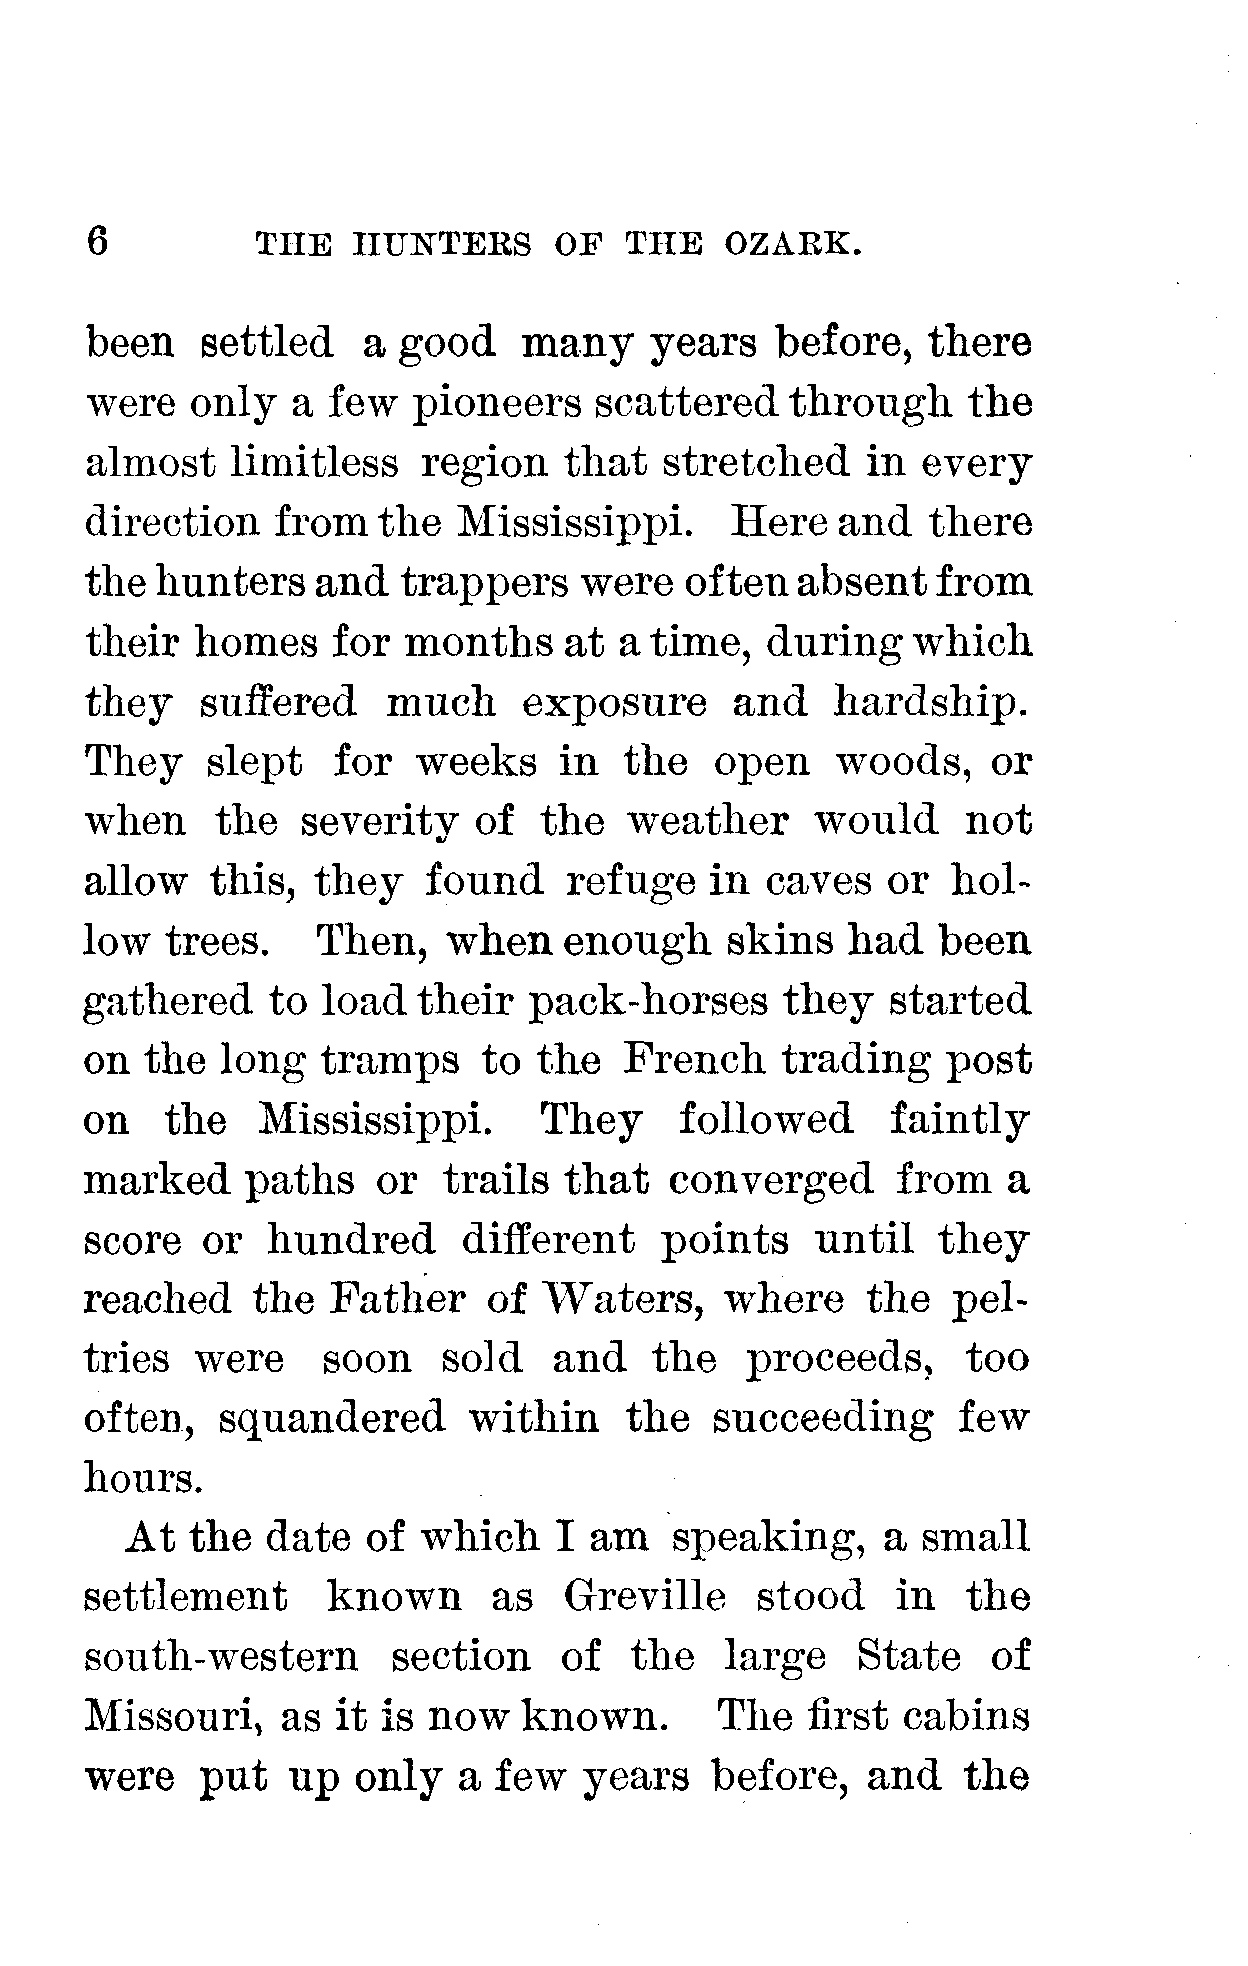 6 THE HUNTERS OF THE OZARK.
been settled a good many years before, there
were only a few pioneers scattered through the
almost limitless region that stretched in every
direction from the Mississippi. Here and there
the hunters and trappers were often absent from
their homes for months at a time, during which
they suffered much exposure and hardship.
They slept for weeks in the open woods, or
when the severity of the weather would not
allow this, they found refuge in caves or hol-
low trees. Then, when enough skins had been
gathered to load their pack-horses they started
on the long tramps to the French trading post
on the Mississippi. They followed faintly
marked paths or trails that converged from a
score or hundred different points until they
reached the Father of Waters, where the pel-
tries were soon sold and the proceeds, too
often, squandered within the succeeding few
hours.
At the date of which I am speaking, a small
settlement known as Greville stood in the
south-western section of the large State of
Missouri, as it is now known. The first cabins
were put up only a few years before, and the